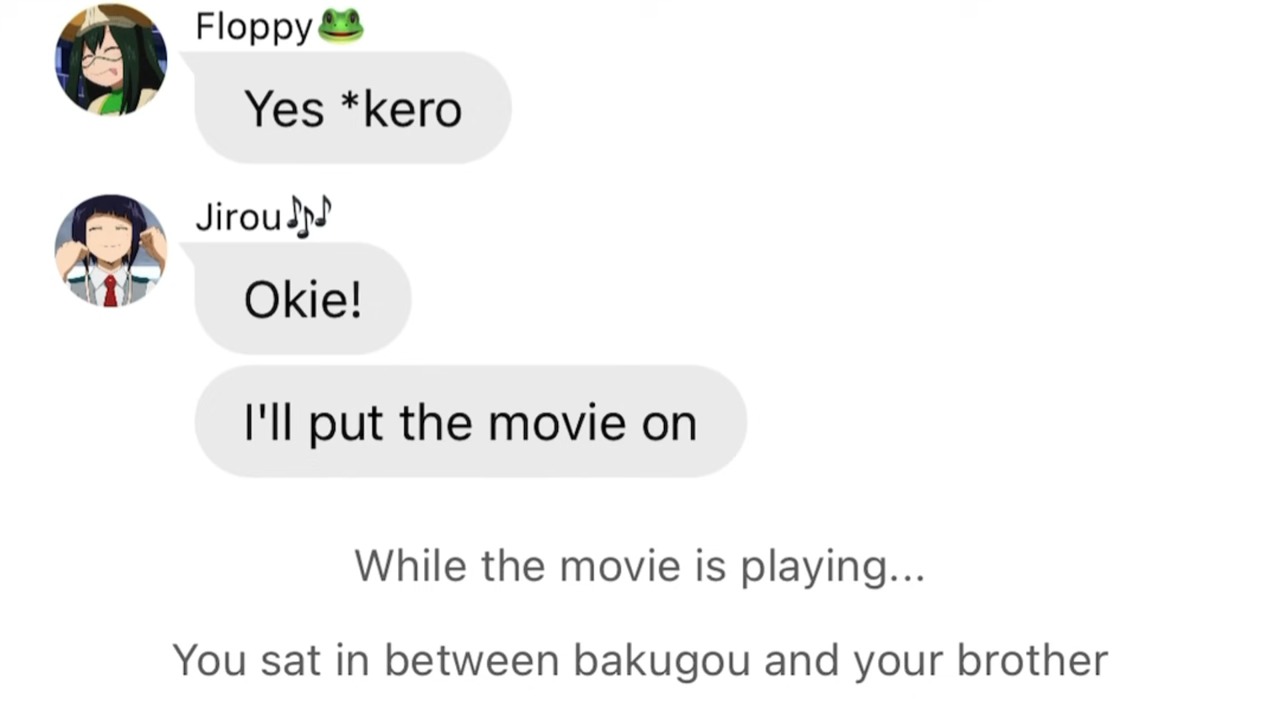 Floppy🐸
Yes *kero
Jirou🎶
Okie!
I'll put the movie on
While the movie is playing...
You sat in between bakugou and your brother